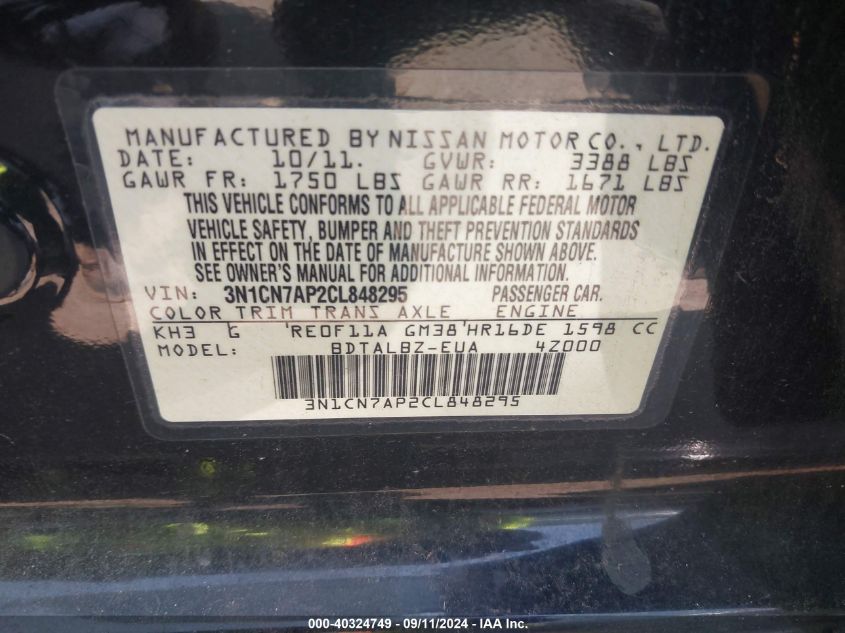 MANUFACTURED BY NISSAN MOTOR CO., LTD.
DATE: 10/11. GVWR: 3388 LBS
GAWR FR: 1750 LBS GAWR RR: 1671 LBS
THIS VEHICLE CONFORMS TO ALL APPLICABLE FEDERAL MOTOR
VEHICLE SAFETY, BUMPER AND THEFT PREVENTION STANDARDS
IN EFFECT ON THE DATE OF MANUFACTURE SHOWN ABOVE.
SEE OWNER'S MANUAL FOR ADDITIONAL INFORMATION.
VIN: 3N1CN7AP2CL848295 PASSENGER CAR.
COLOR TRIM TRANS AXLE ENGINE
KH3 G 'RE0F11A GM38'HR16DE 1598 CC
MODEL: BDTALBZ-EUA 4Z000
3N1CN7AP2CL848295
000-40324749 - 09/11/2024 - IAA Inc.